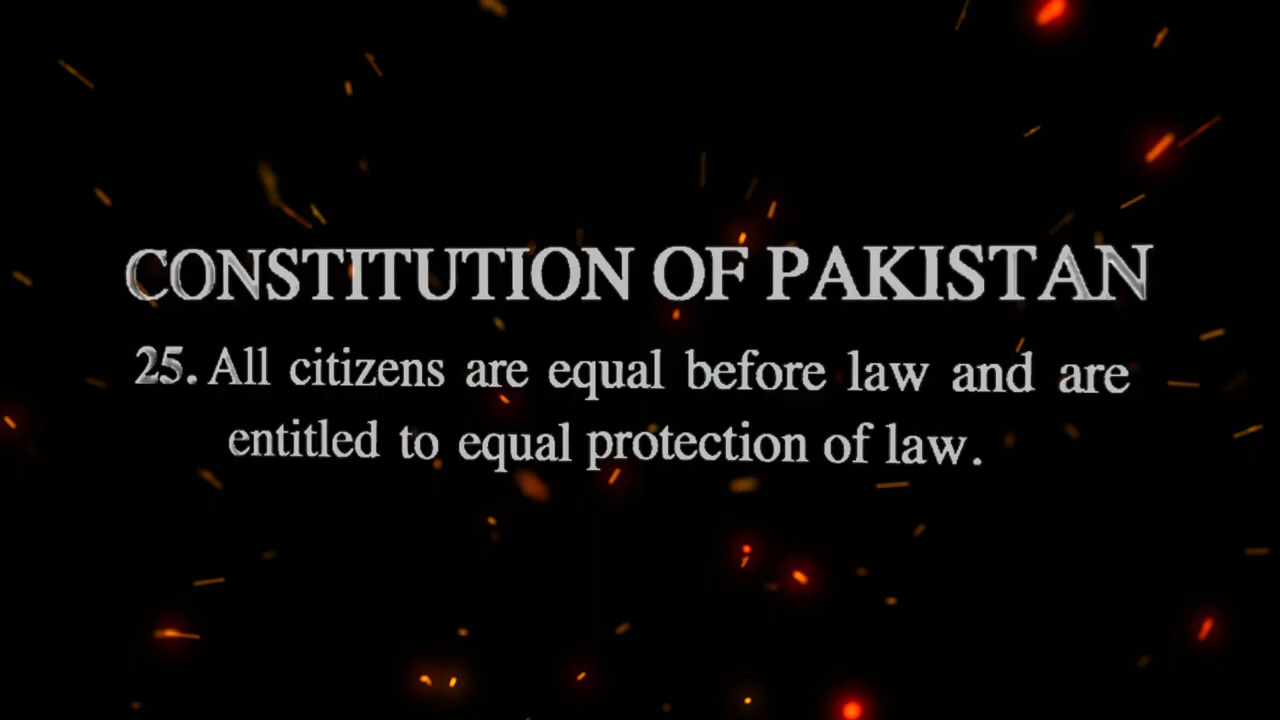 CONSTITUTION OF PAKISTAN
25. All citizens are equal before law and are
entitled to equal protection of law.